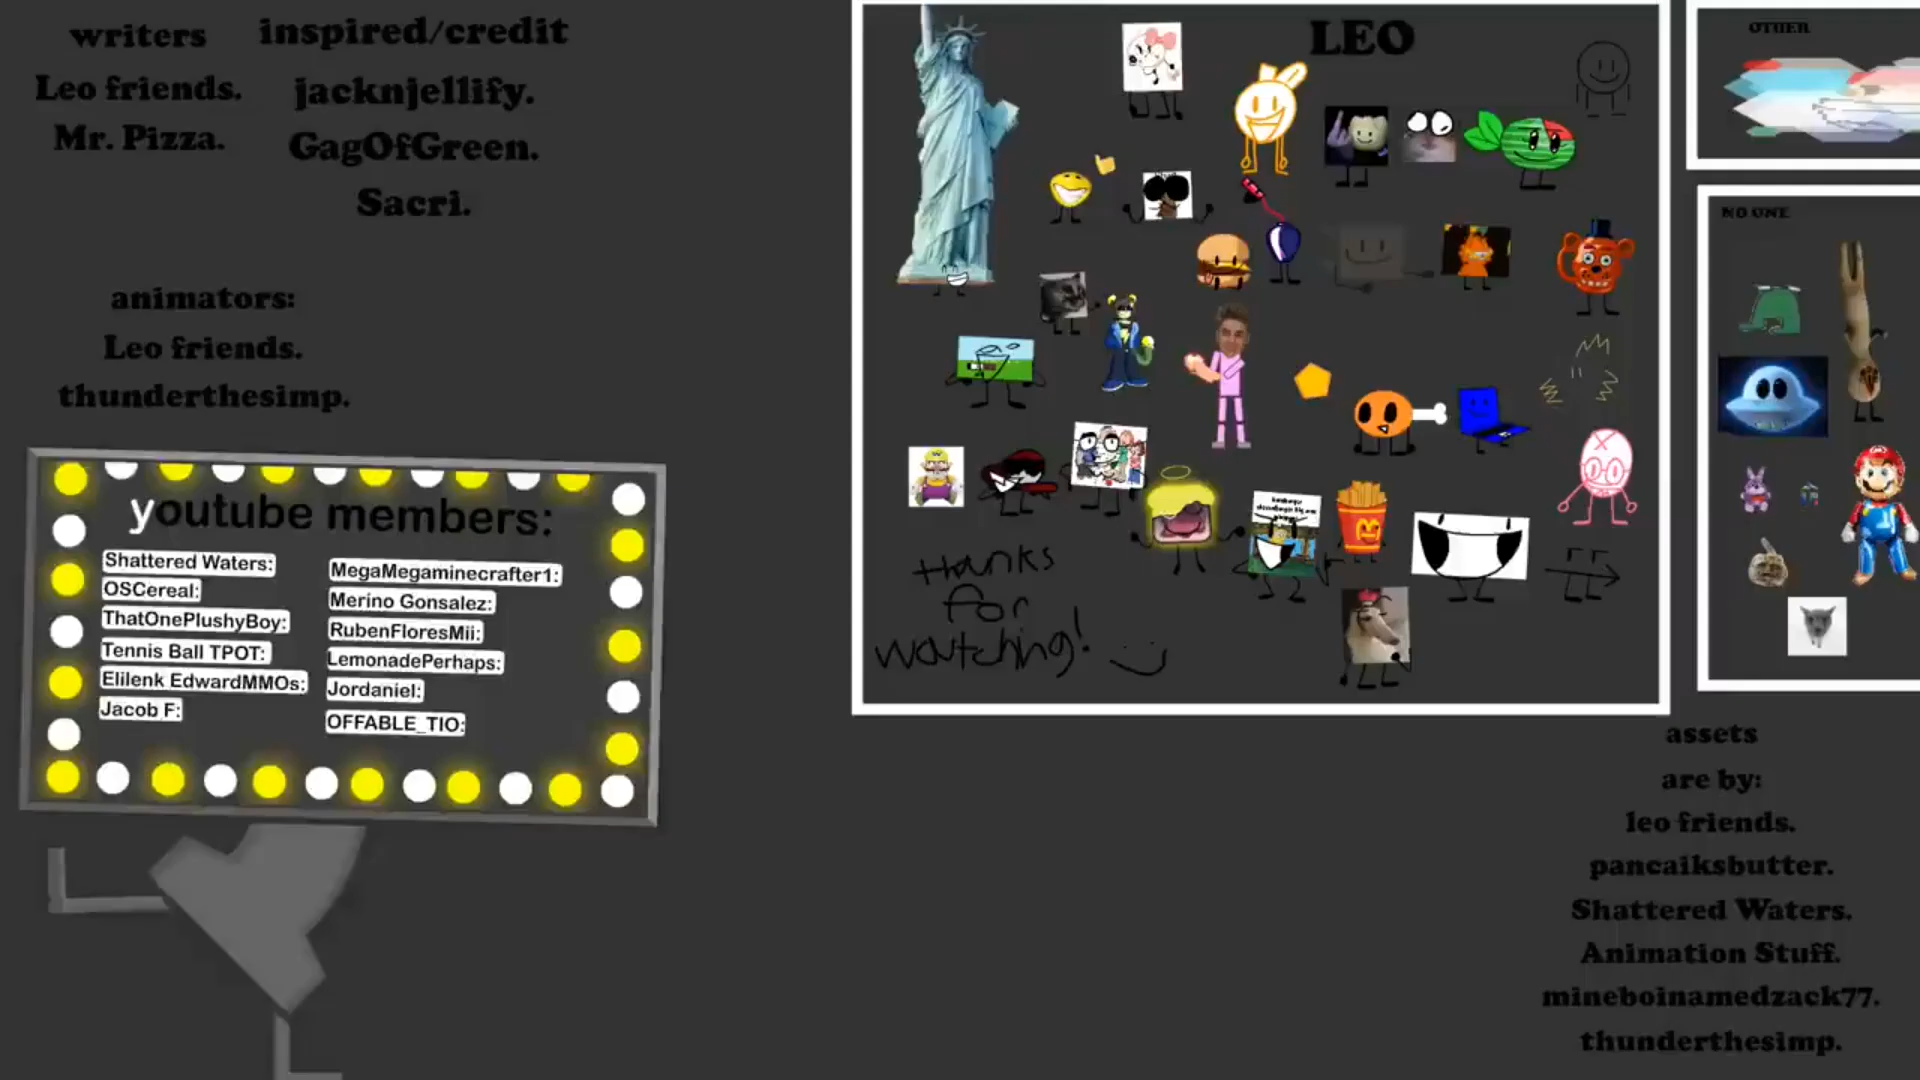 writers
Leo friends.
Mr. Pizza.
inspired/credit
jacknjellify.
GagOfGreen.
Sacri.
animators:
Leo friends.
thunderthesimp.
youtube members:
Shattered Waters:
OSCereal:
ThatOnePlushyBoy:
Tennis Ball TPOT:
Elilenk EdwardMMOs:
Jacob F:
MegaMegaminecrafter1:
Merino Gonsalez:
RubenFloresMii:
LemonadePerhaps:
Jordaniel:
OFFABLE_TIO:
LEO
thanks
for
watching!
OTHER
NO ONE
assets
are by:
leo friends.
pancaiksbutter.
Shattered Waters.
Animation Stuff.
mineboinamedzack77.
thunderthesimp.